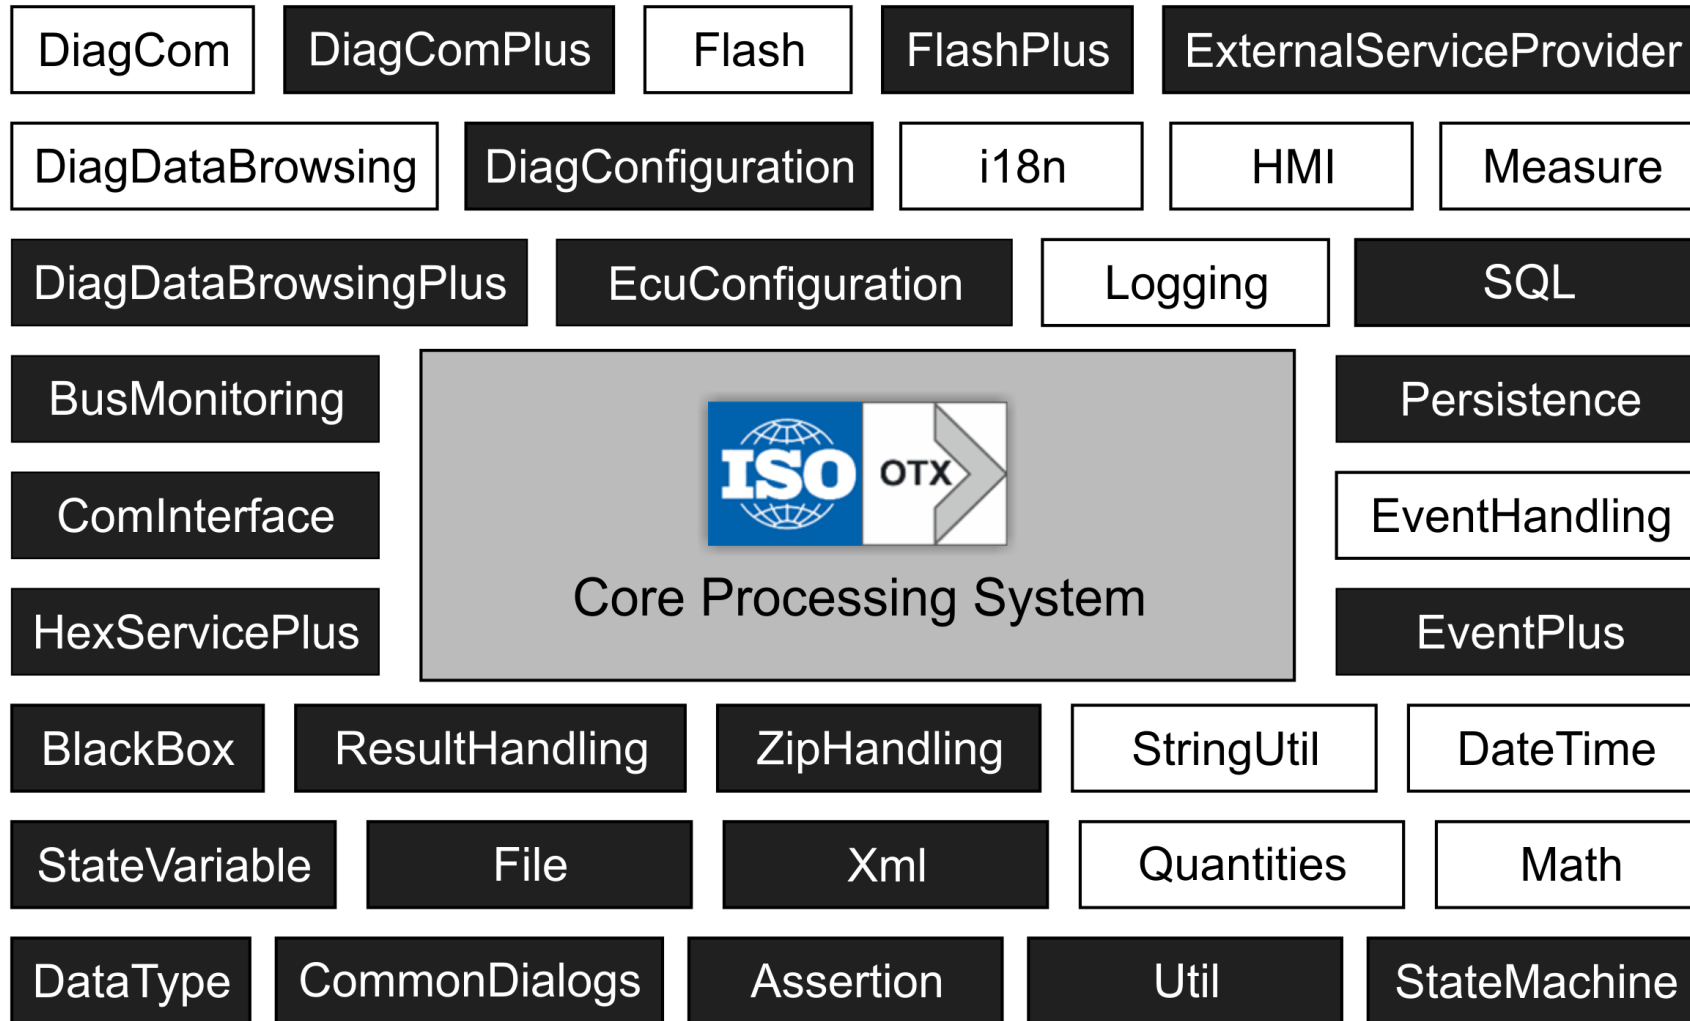 DiagCom DiagComPlus Flash FlashPlus ExternalServiceProvider
DiagDataBrowsing DiagConfiguration i18n HMI Measure
DiagDataBrowsingPlus EcuConfiguration Logging SQL
BusMonitoring Persistence
ISO OTX
ComInterface EventHandling
Core Processing System
HexServicePlus EventPlus
BlackBox ResultHandling ZipHandling StringUtil DateTime
StateVariable File Xml Quantities Math
DataType CommonDialogs Assertion Util StateMachine